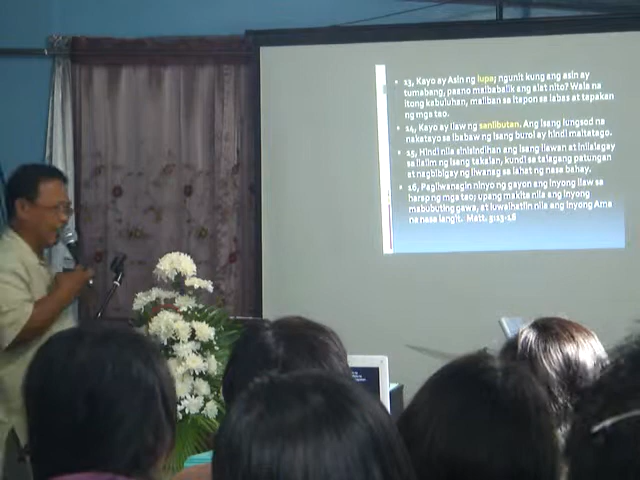 13, Kayo ay Asin ng lupa; ngunit kung ang asin ay
tumabang, paano maibabalik ang alat nito? Wala na
itong kabuluhan, maliban sa itapon sa labas at tapakan
ng mga tao.
14, Kayo ay ilaw ng sanlibutan. Ang isang lungsod na
nakatayo sa ibabaw ng isang burol ay hindi maitatago.
15, Hindi nila sinisindihan ang isang ilawan at inilalagay
sa ilalim ng isang takalan, kundi sa talagang patungan
at nagbibigay ng liwanag sa lahat ng nasa bahay.
16, Pagliwanagin ninyo ng gayon ang inyong ilaw sa
harap ng mga tao; upang makita nila ang inyong
mabubuting gawa, at luwalhatiin nila ang inyong Ama
na nasa langit. Matt. 5:13-16